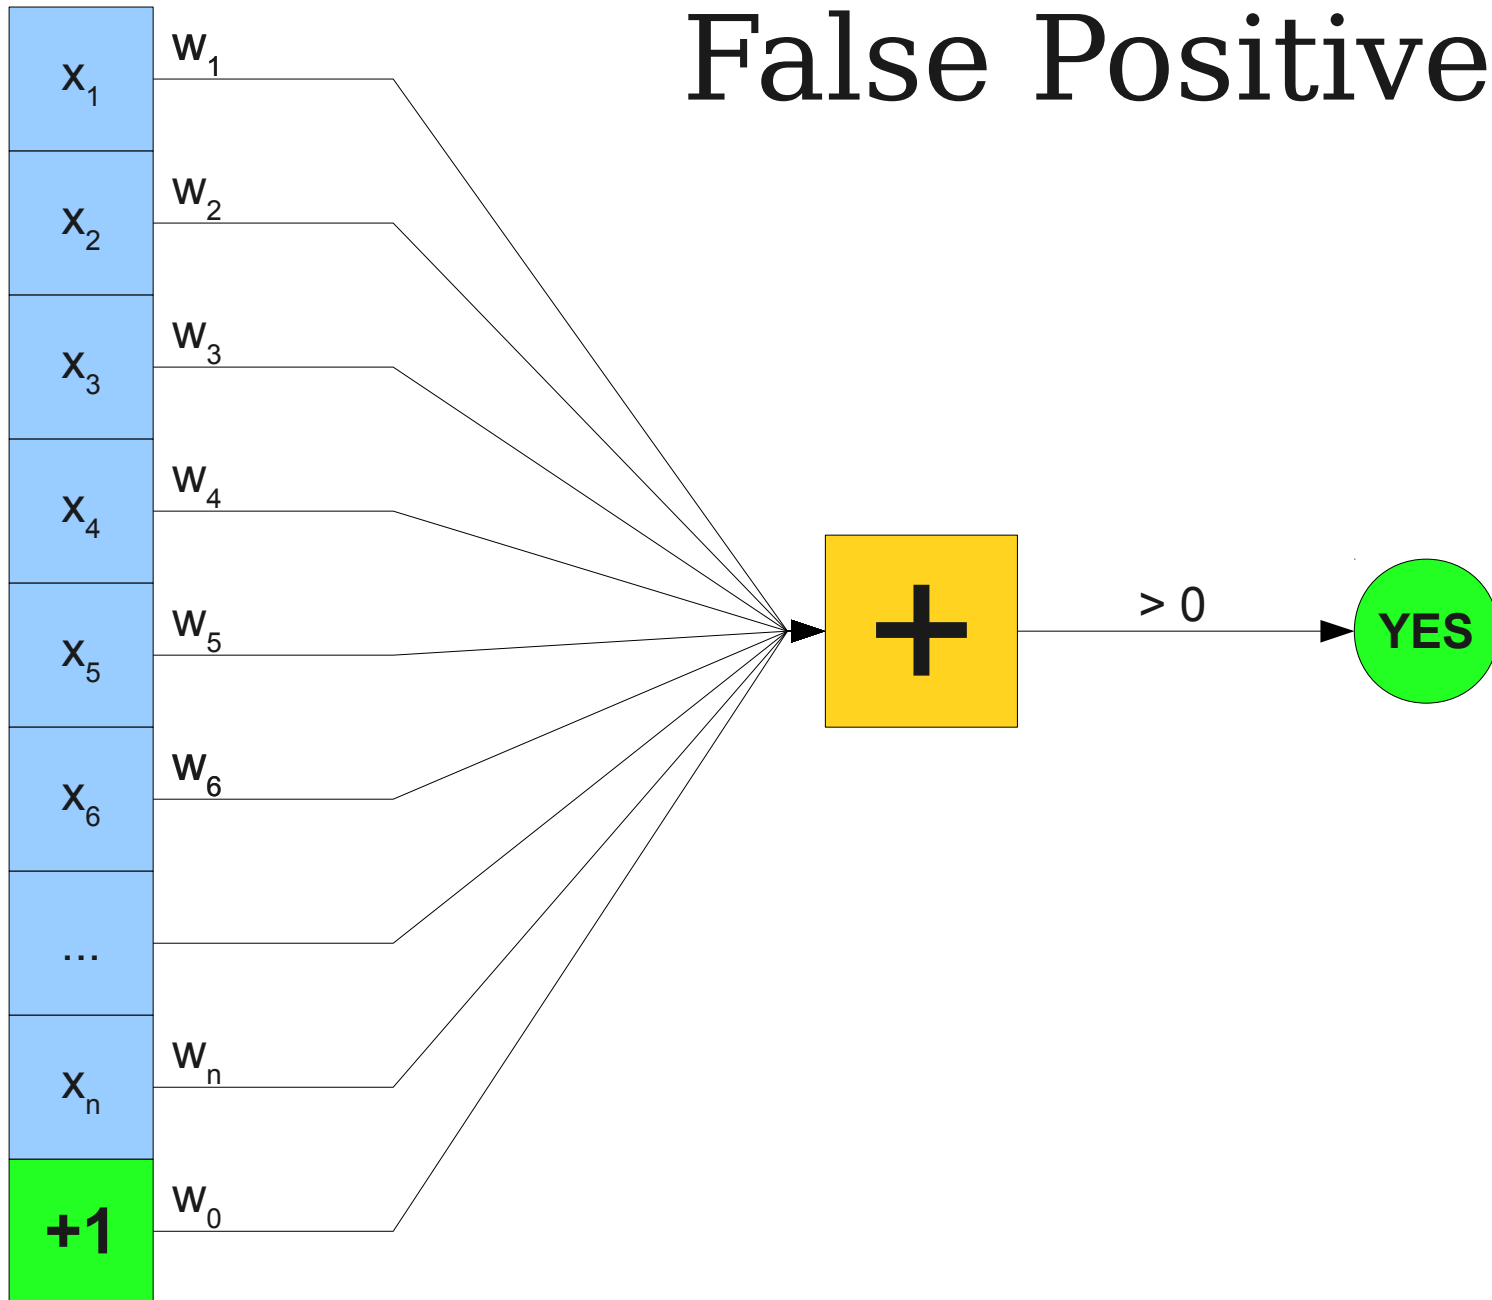 False Positive
x₁ w₁
x₂ w₂
x₃ w₃
x₄ w₄
x₅ w₅
+ > 0 YES
x₆ w₆
...
xₙ wₙ
+1 w₀